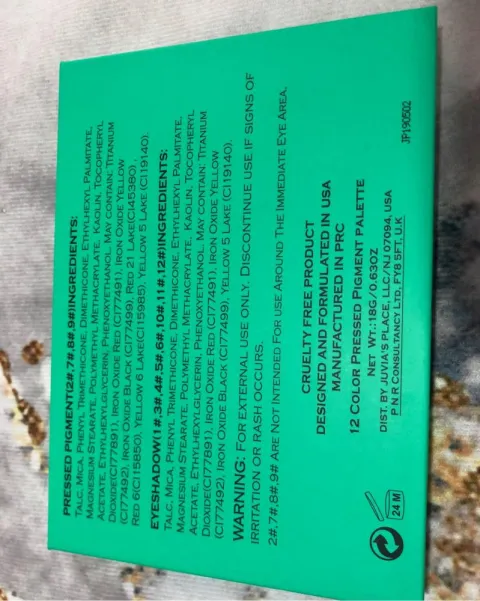 PRESSED PIGMENT(2#,7#,8#,9#)INGREDIENTS:
TALC, MICA, PHENYL TRIMETHICONE, DIMETHICONE, ETHYLHEXYL PALMITATE,
MAGNESIUM STEARATE, POLYMETHYL METHACRYLATE, KAOLIN, TOCOPHERYL
ACETATE, ETHYLHEXYLGLYCERIN, PHENOXYETHANOL. MAY CONTAIN: TITANIUM
DIOXIDE(CI77891), IRON OXIDE RED (CI77491), IRON OXIDE YELLOW
(CI77492), IRON OXIDE BLACK (CI77499), RED 21 LAKE(CI45380),
RED 6(CI15850), YELLOW 6 LAKE(CI15985), YELLOW 5 LAKE (CI19140).
EYESHADOW(1#,3#,4#,5#,6#,10#,11#,12#)INGREDIENTS:
TALC, MICA, PHENYL TRIMETHICONE, DIMETHICONE, ETHYLHEXYL PALMITATE,
MAGNESIUM STEARATE, POLYMETHYL METHACRYLATE, KAOLIN, TOCOPHERYL
ACETATE, ETHYLHEXYLGLYCERIN, PHENOXYETHANOL. MAY CONTAIN: TITANIUM
DIOXIDE(CI77891), IRON OXIDE RED (CI77491), IRON OXIDE YELLOW
(CI77492), IRON OXIDE BLACK (CI77499), YELLOW 5 LAKE (CI19140).
WARNING: FOR EXTERNAL USE ONLY. DISCONTINUE USE IF SIGNS OF
IRRITATION OR RASH OCCURS.
2#,7#,8#,9# ARE NOT INTENDED FOR USE AROUND THE IMMEDIATE EYE AREA.
CRUELTY FREE PRODUCT
DESIGNED AND FORMULATED IN USA
MANUFACTURED IN PRC
12 COLOR PRESSED PIGMENT PALETTE
NET WT.:18G / 0.63OZ
DIST. BY JUVIA'S PLACE, LLC/NJ 07094, USA
P N R CONSULTANCY LTD. FY8 5FT, U.K
24 M
JP190502